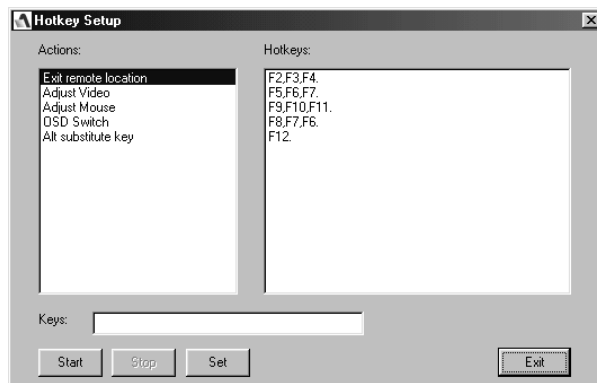 Hotkey Setup
Actions:
Hotkeys:
Exit remote location
Adjust Video
Adjust Mouse
OSD Switch
Alt substitute key
F2,F3,F4.
F5,F6,F7.
F9,F10,F11.
F8,F7,F6.
F12.
Keys:
Start
Stop
Set
Exit